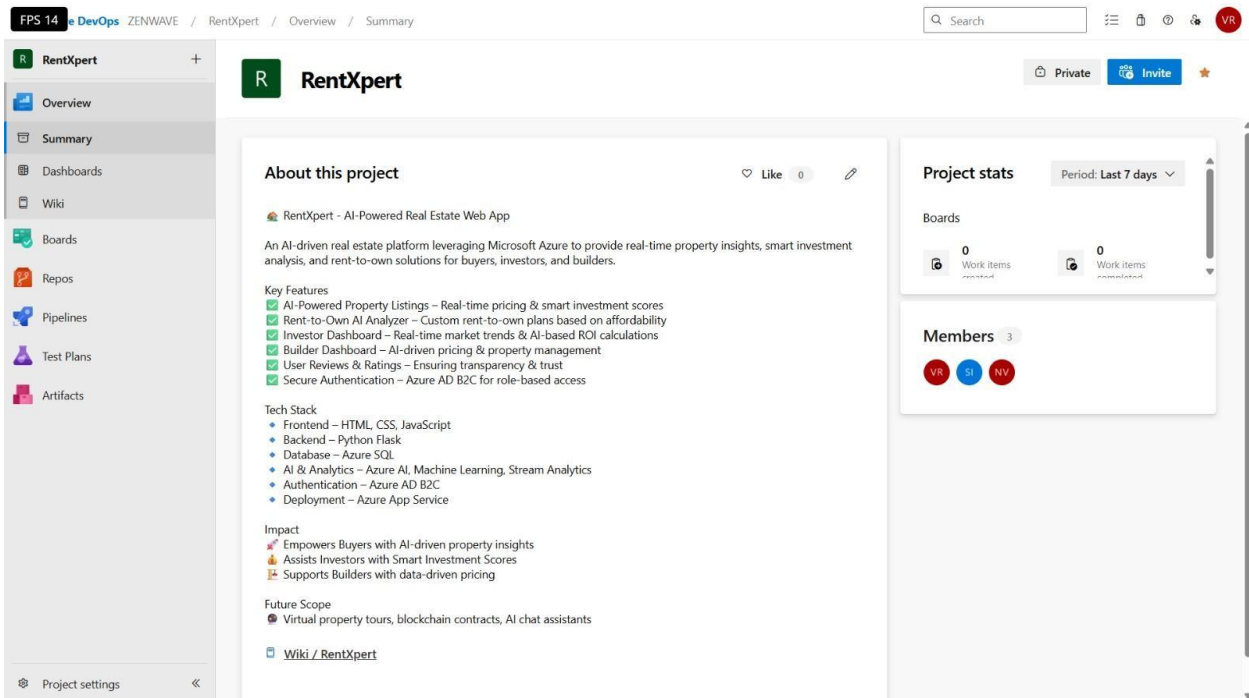 FPS 14 e DevOps ZENWAVE / RentXpert / Overview / Summary Search VR
R RentXpert +
Overview
Summary
Dashboards
Wiki
Boards
Repos
Pipelines
Test Plans
Artifacts
Project settings
R RentXpert
Private Invite
About this project
Like 0
RentXpert - AI-Powered Real Estate Web App
An AI-driven real estate platform leveraging Microsoft Azure to provide real-time property insights, smart investment
analysis, and rent-to-own solutions for buyers, investors, and builders.
Key Features
✅ AI-Powered Property Listings – Real-time pricing & smart investment scores
✅ Rent-to-Own AI Analyzer – Custom rent-to-own plans based on affordability
✅ Investor Dashboard – Real-time market trends & AI-based ROI calculations
✅ Builder Dashboard – AI-driven pricing & property management
✅ User Reviews & Ratings – Ensuring transparency & trust
✅ Secure Authentication – Azure AD B2C for role-based access
Tech Stack
🔹 Frontend – HTML, CSS, JavaScript
🔹 Backend – Python Flask
🔹 Database – Azure SQL
🔹 AI & Analytics – Azure AI, Machine Learning, Stream Analytics
🔹 Authentication – Azure AD B2C
🔹 Deployment – Azure App Service
Impact
Empowers Buyers with AI-driven property insights
Assists Investors with Smart Investment Scores
Supports Builders with data-driven pricing
Future Scope
Virtual property tours, blockchain contracts, AI chat assistants
Wiki / RentXpert
Project stats
Period: Last 7 days
Boards
0
Work items
created
0
Work items
completed
Members 3
VR SI NV